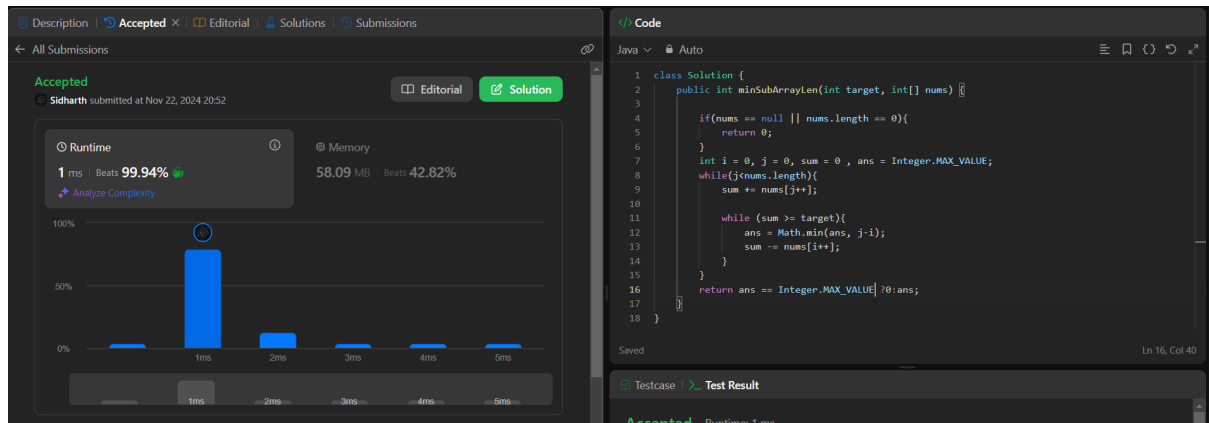 Description Accepted × Editorial Solutions Submissions
← All Submissions
Accepted
Sidharth submitted at Nov 22, 2024 20:52
Editorial Solution
Runtime
1 ms Beats 99.94%
Analyze Complexity
Memory
58.09 MB Beats 42.82%
100%
50%
0%
1ms 2ms 3ms 4ms 5ms
1ms 2ms 3ms 4ms 5ms
</> Code
Java Auto
1 class Solution {
2 public int minSubArrayLen(int target, int[] nums) {
3
4 if(nums == null || nums.length == 0){
5 return 0;
6 }
7 int i = 0, j = 0, sum = 0 , ans = Integer.MAX_VALUE;
8 while(j<nums.length){
9 sum += nums[j++];
10
11 while (sum >= target){
12 ans = Math.min(ans, j-i);
13 sum -= nums[i++];
14 }
15 }
16 return ans == Integer.MAX_VALUE ?0:ans;
17 }
18 }
Saved Ln 16, Col 40
Testcase >_ Test Result
Accepted Runtime: 1 ms